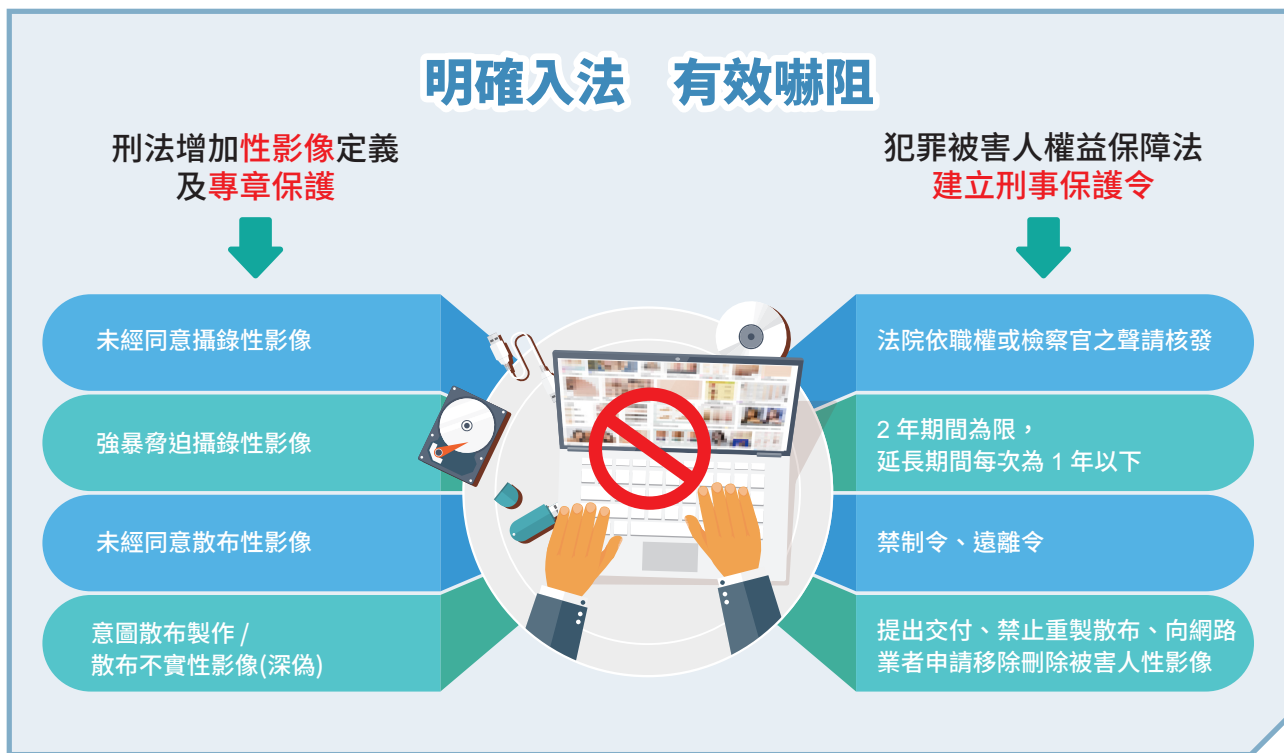 明確入法　有效嚇阻
刑法增加性影像定義
及專章保護
未經同意攝錄性影像
強暴脅迫攝錄性影像
未經同意散布性影像
意圖散布製作 /
散布不實性影像(深偽)
犯罪被害人權益保障法
建立刑事保護令
法院依職權或檢察官之聲請核發
2 年期間為限，
延長期間每次為 1 年以下
禁制令、遠離令
提出交付、禁止重製散布、向網路
業者申請移除刪除被害人性影像